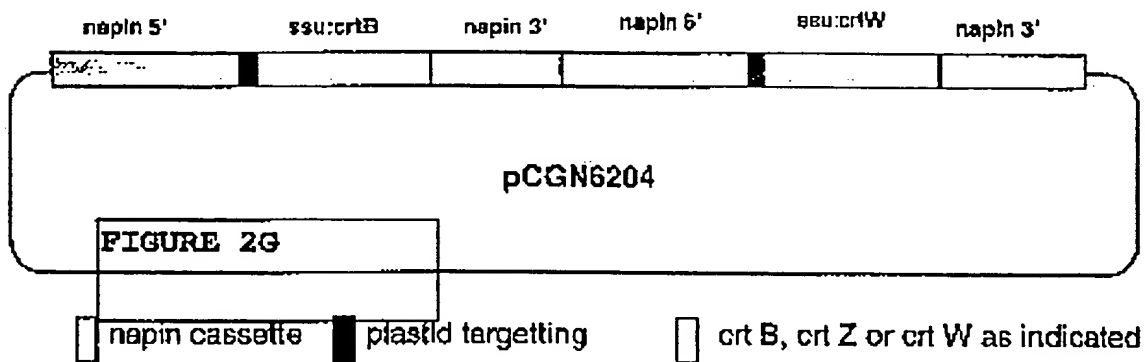 napin 5' ssu:crtB napin 3' napin 5' ssu:crtW napin 3'
pCGN6204
FIGURE 2G
napin cassette plastid targetting crt B, crt Z or crt W as indicated